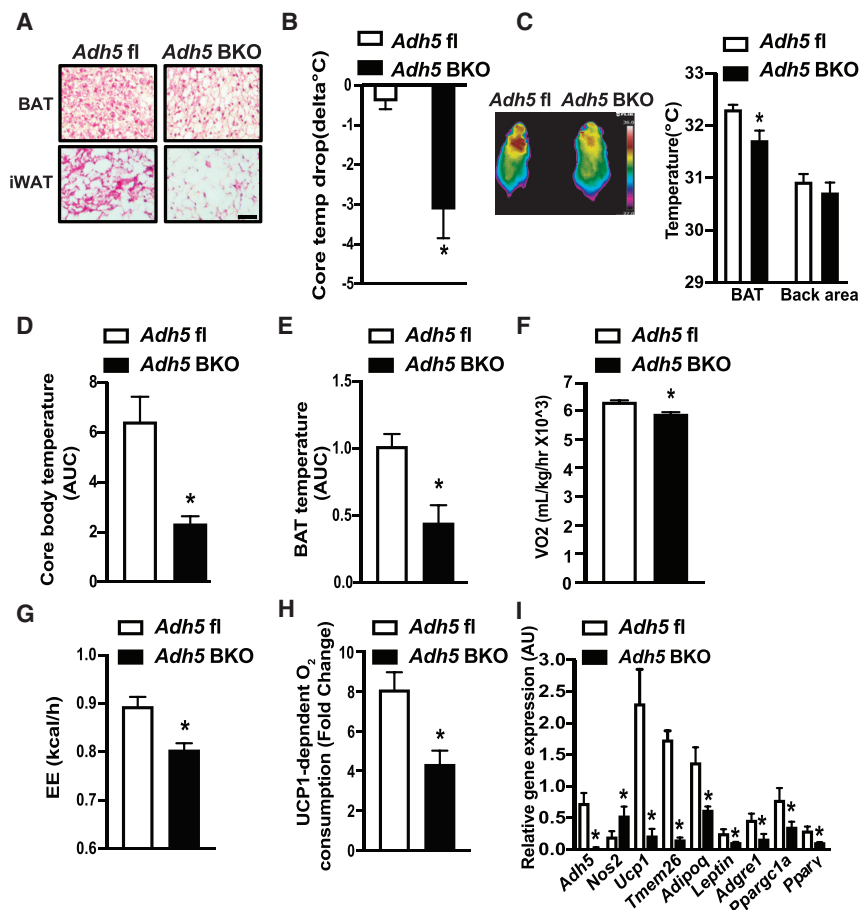 A
Adh5 fl
Adh5 BKO
BAT
iWAT
B
Adh5 fl
Adh5 BKO
Core temp drop(delta°C)
0
-1
-2
-3
-4
-5
*
C
Adh5 fl
Adh5 BKO
Adh5 fl
Adh5 BKO
Temperature(°C)
33
32
31
30
29
*
BAT
Back area
D
Adh5 fl
Adh5 BKO
Core body temperature
(AUC)
8
6
4
2
0
*
E
Adh5 fl
Adh5 BKO
BAT temperature
(AUC)
1.5
1.0
0.5
0.0
*
F
Adh5 fl
Adh5 BKO
VO2 (mL/kg/hr X10^3)
7
6
5
4
3
2
1
0
*
G
Adh5 fl
Adh5 BKO
EE (kcal/h)
1.0
0.9
0.8
0.7
0.6
*
H
Adh5 fl
Adh5 BKO
UCP1-depndent O2
consumption (Fold Change)
10
8
6
4
2
0
*
I
Adh5 fl
Adh5 BKO
Relative gene expression (AU)
3.0
2.5
2.0
1.5
1.0
0.5
0.0
* * * * * * * * *
Adh5
Nos2
Ucp1
Tmem26
Adipoq
Leptin
Adgre1
Ppargc1a
Pparγ